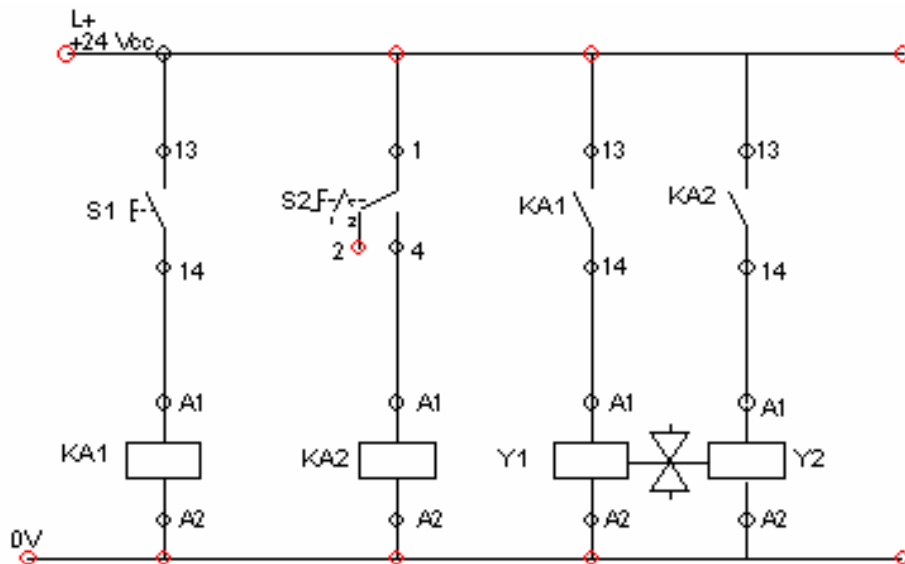 L+
+24 Vcc
13 1 13 13
S1 S2 1 2 KA1 KA2
2 4
14 14 14
A1 A1 A1 A1
KA1 KA2 Y1 Y2
A2 A2 A2 A2
0V